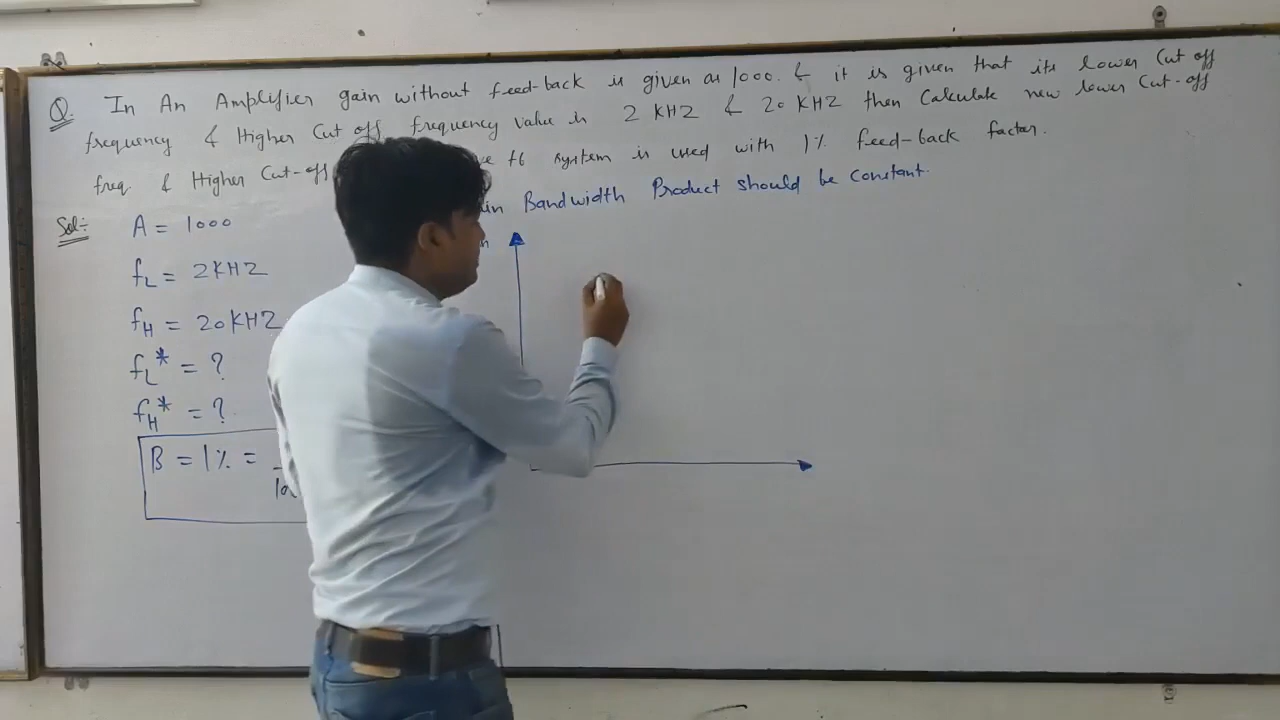 Q. In An Amplifier gain without feed-back is given as 1000. & it is given that its lower Cut off
frequency & Higher Cut off frequency value is 2 KHZ & 20 KHZ then Calculate new lower Cut-off
freq & Higher Cut-off system is used with 1% feed-back factor.
Sol:- Bandwidth Product should be constant.
A = 1000
fL = 2KHZ
fH = 20KHZ
fL* = ?
fH* = ?
B = 1% =